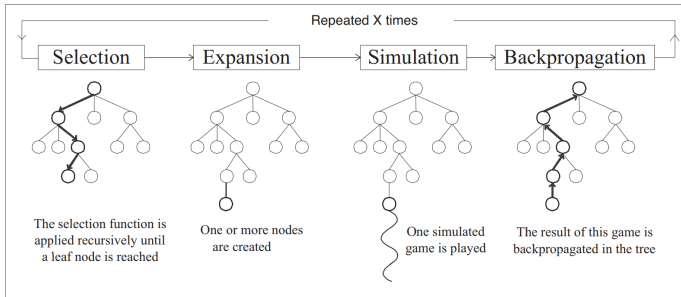 Repeated X times
Selection
Expansion
Simulation
Backpropagation
The selection function is
applied recursively until
a leaf node is reached
One or more nodes
are created
One simulated
game is played
The result of this game is
backpropagated in the tree